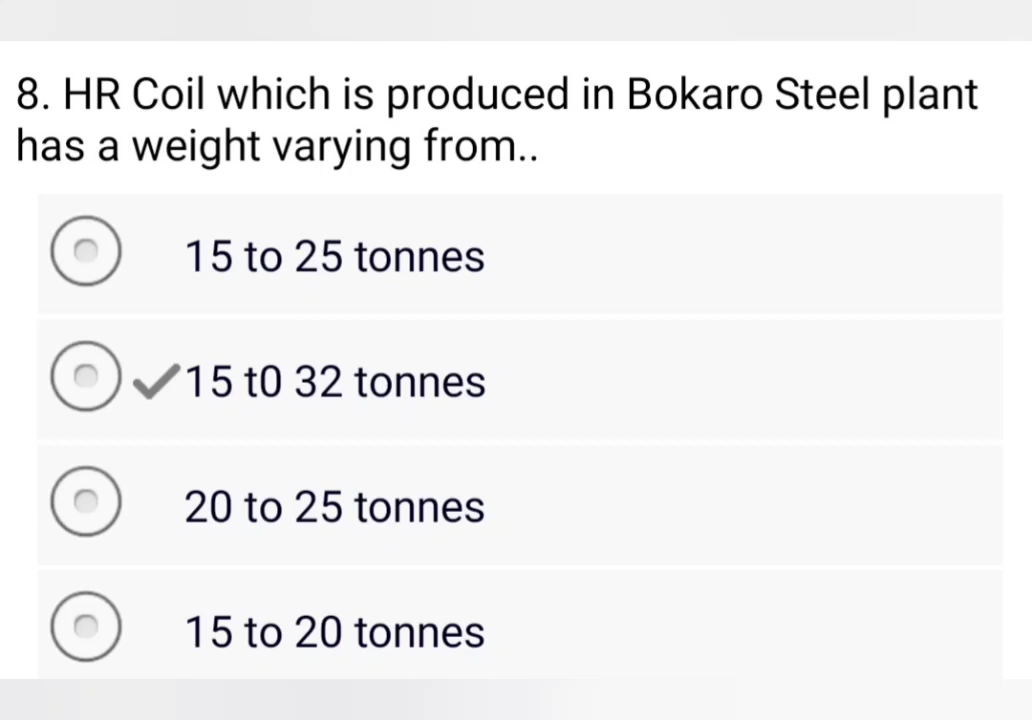 8. HR Coil which is produced in Bokaro Steel plant
has a weight varying from..
15 to 25 tonnes
15 t0 32 tonnes
20 to 25 tonnes
15 to 20 tonnes